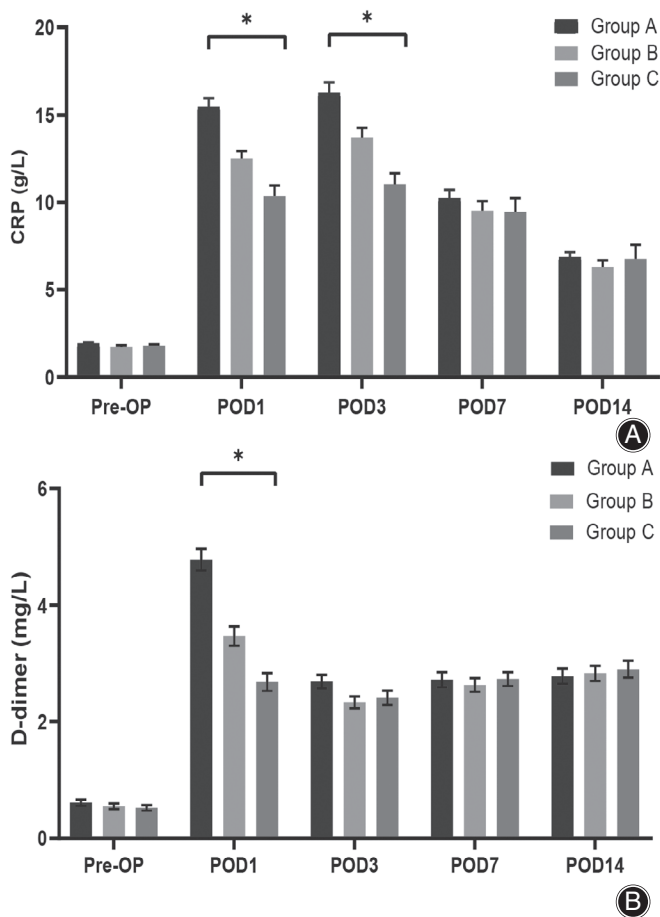 20
15
10
5
0
CRP (g/L)
*
*
Group A
Group B
Group C
Pre-OP
POD1
POD3
POD7
POD14
A
6
4
2
0
D-dimer (mg/L)
*
Group A
Group B
Group C
Pre-OP
POD1
POD3
POD7
POD14
B